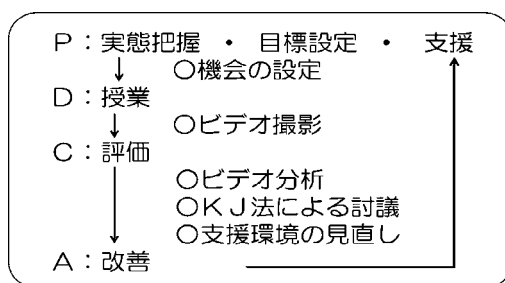 P：実態把握 ・ 目標設定 ・ 支援
○機会の設定
D：授業
○ビデオ撮影
C：評価
○ビデオ分析
○KJ法による討議
○支援環境の見直し
A：改善